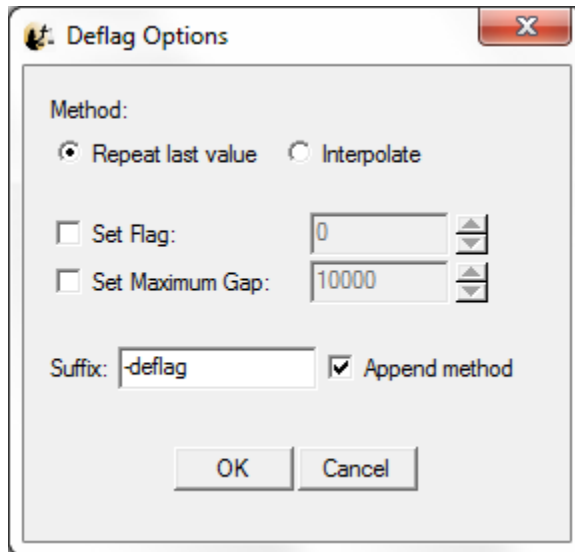 Deflag Options
Method:
Repeat last value Interpolate
Set Flag: 0
Set Maximum Gap: 10000
Suffix: -deflag Append method
OK Cancel